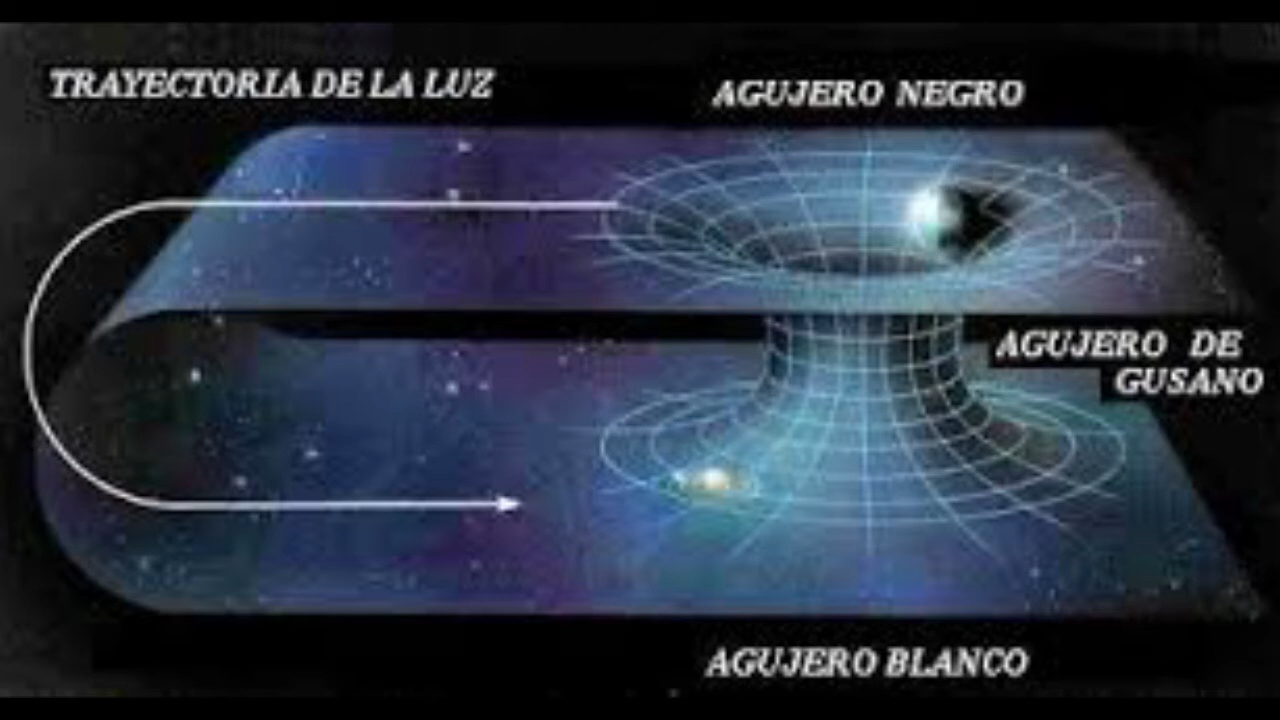 TRAYECTORIA DE LA LUZ
AGUJERO NEGRO
AGUJERO DE
GUSANO
AGUJERO BLANCO